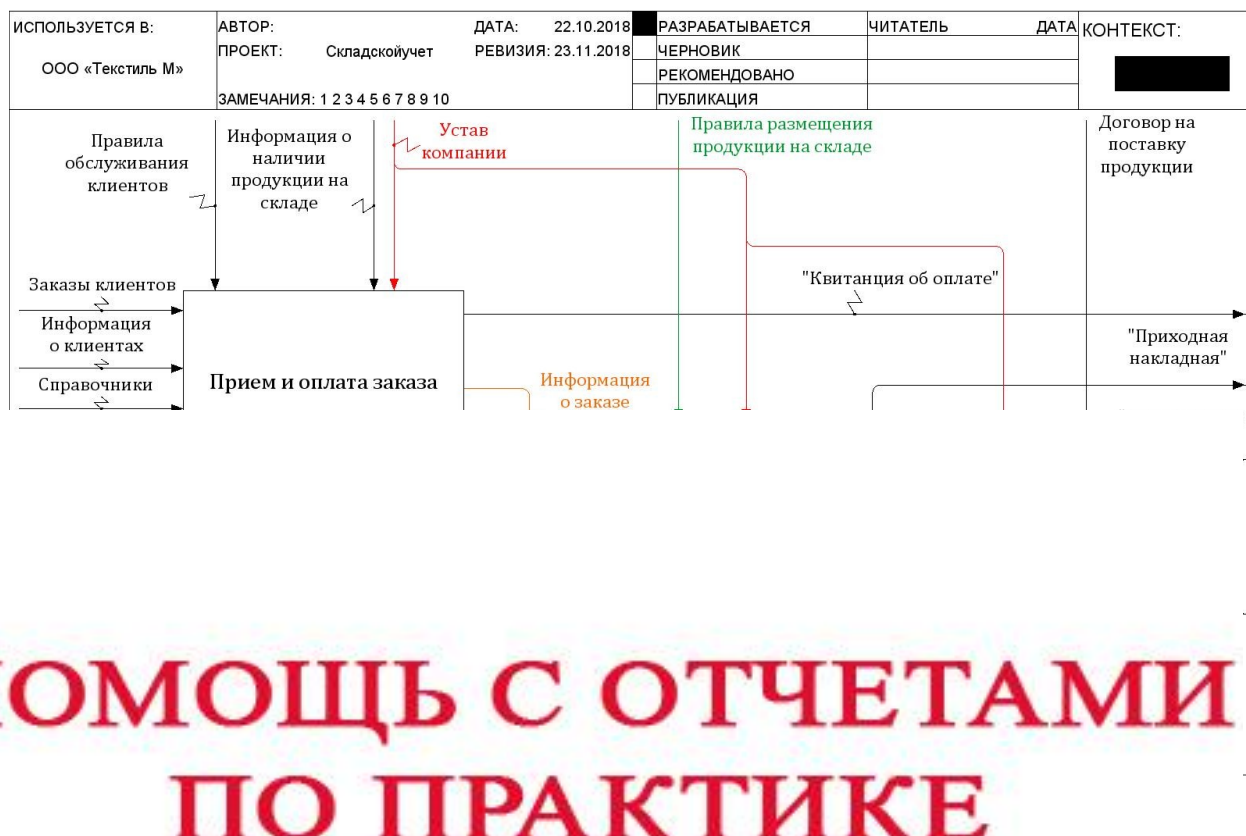 ИСПОЛЬЗУЕТСЯ В:
ООО «Текстиль М»
АВТОР:
ДАТА: 22.10.2018
ПРОЕКТ: Складскойучет
РЕВИЗИЯ: 23.11.2018
ЗАМЕЧАНИЯ: 1 2 3 4 5 6 7 8 9 10
РАЗРАБАТЫВАЕТСЯ
ЧЕРНОВИК
РЕКОМЕНДОВАНО
ПУБЛИКАЦИЯ
ЧИТАТЕЛЬ
ДАТА
КОНТЕКСТ:
Правила
обслуживания
клиентов
Информация о
наличии
продукции на
складе
Устав
компании
Правила размещения
продукции на складе
Договор на
поставку
продукции
Заказы клиентов
Информация
о клиентах
Справочники
Прием и оплата заказа
"Квитанция об оплате"
"Приходная
накладная"
Информация
о заказе
ОМОЩЬ С ОТЧЕТАМИ
ПО ПРАКТИКЕ